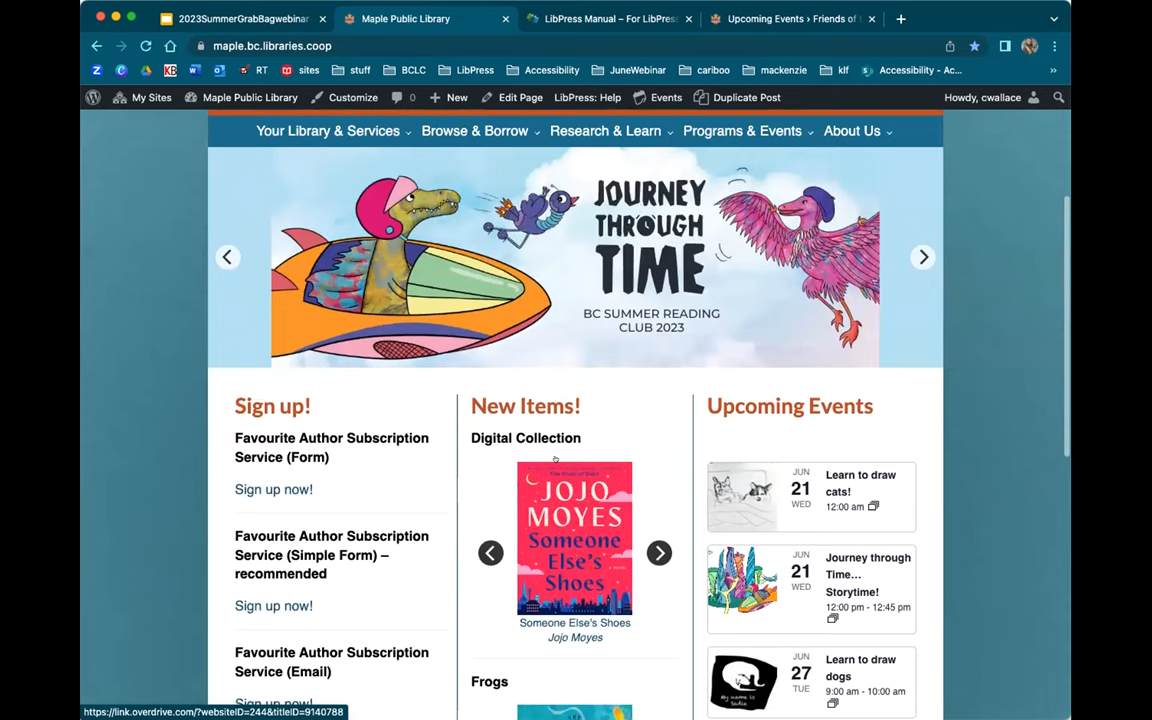 2023SummerGrabBagwebinar
Maple Public Library
LibPress Manual – For LibPress
Upcoming Events › Friends of
maple.bc.libraries.coop
RT
sites
stuff
BCLC
LibPress
Accessibility
JuneWebinar
cariboo
mackenzie
klf
Accessibility - Ac...
My Sites
Maple Public Library
Customize
0
New
Edit Page
LibPress: Help
Events
Duplicate Post
Howdy, cwallace
Your Library & Services
Browse & Borrow
Research & Learn
Programs & Events
About Us
JOURNEY
THROUGH
TIME
BC SUMMER READING
CLUB 2023
Sign up!
Favourite Author Subscription
Service (Form)
Sign up now!
Favourite Author Subscription
Service (Simple Form) –
recommended
Sign up now!
Favourite Author Subscription
Service (Email)
Sign up now!
New Items!
Digital Collection
JOJO
MOYES
Someone
Else's
Shoes
Someone Else's Shoes
Jojo Moyes
Frogs
Upcoming Events
JUN
21
WED
Learn to draw
cats!
12:00 am
JUN
21
WED
Journey through
Time...
Storytime!
12:00 pm - 12:45 pm
JUN
27
TUE
Learn to draw
dogs
9:00 am - 10:00 am
https://link.overdrive.com/?websiteID=244&titleID=9140788